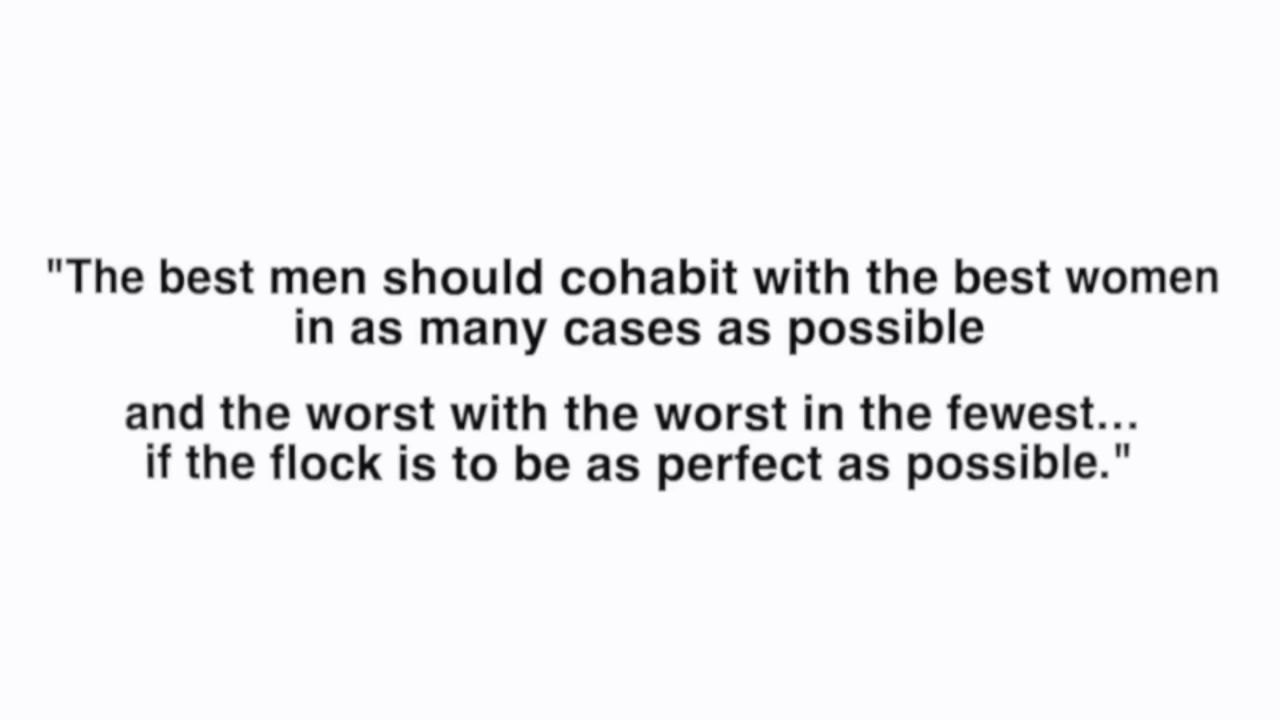 "The best men should cohabit with the best women
in as many cases as possible
and the worst with the worst in the fewest...
if the flock is to be as perfect as possible."